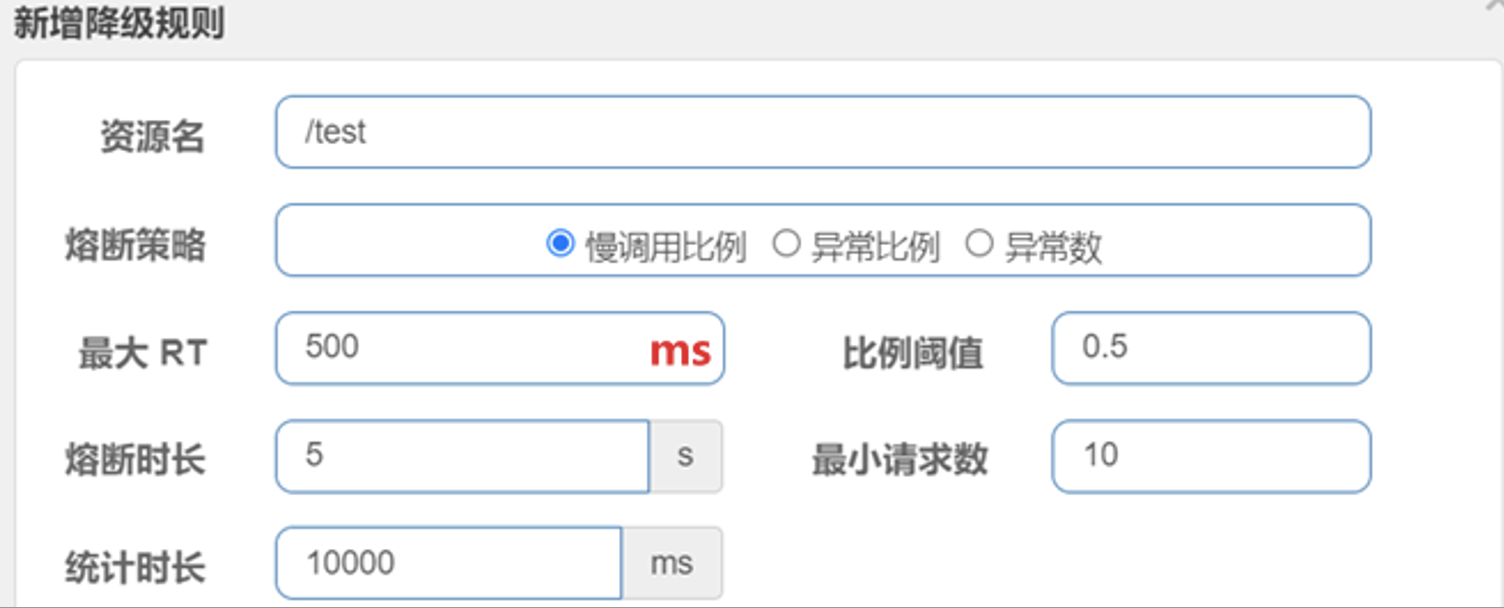 新增降级规则
资源名 /test
熔断策略 慢调用比例 异常比例 异常数
最大 RT 500 ms 比例阈值 0.5
熔断时长 5 s 最小请求数 10
统计时长 10000 ms